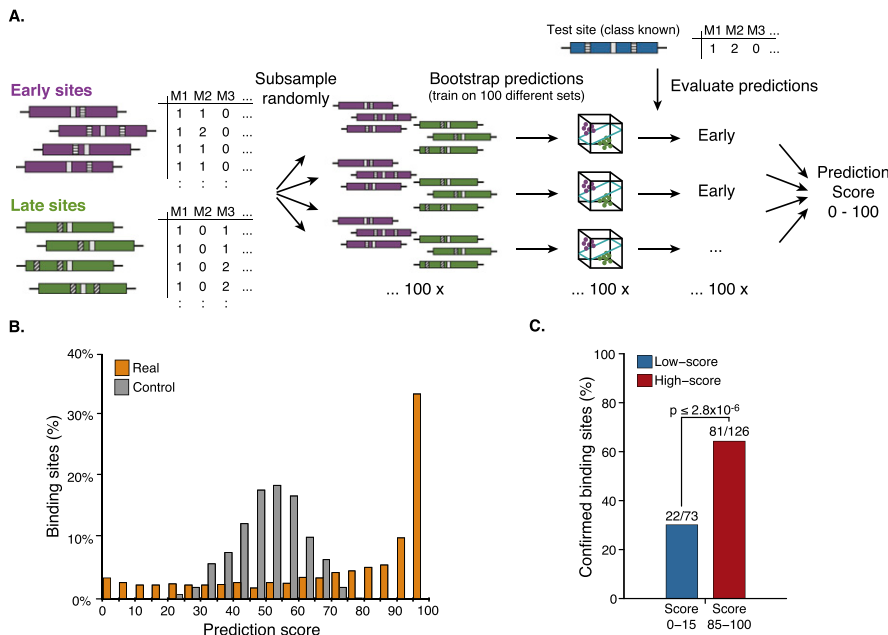 A.
Test site (class known)
M1 M2 M3 ...
1 2 0 ...
Early sites
M1 M2 M3 ...
1 1 0 ...
1 2 0 ...
1 1 0 ...
1 1 0 ...
: : :
Late sites
M1 M2 M3 ...
1 0 1 ...
1 0 1 ...
1 0 2 ...
1 0 2 ...
: : :
Subsample
randomly
Bootstrap predictions
(train on 100 different sets)
Evaluate predictions
Early
Early
...
Prediction
Score
0 - 100
... 100 x
... 100 x
... 100 x
B.
40%
30%
20%
10%
0%
Binding sites (%)
Real
Control
0 10 20 30 40 50 60 70 80 90 100
Prediction score
C.
100
80
60
40
20
0
Confirmed binding sites (%)
Low-score
High-score
p ≤ 2.8x10⁻⁶
81/126
22/73
Score
0-15
Score
85-100